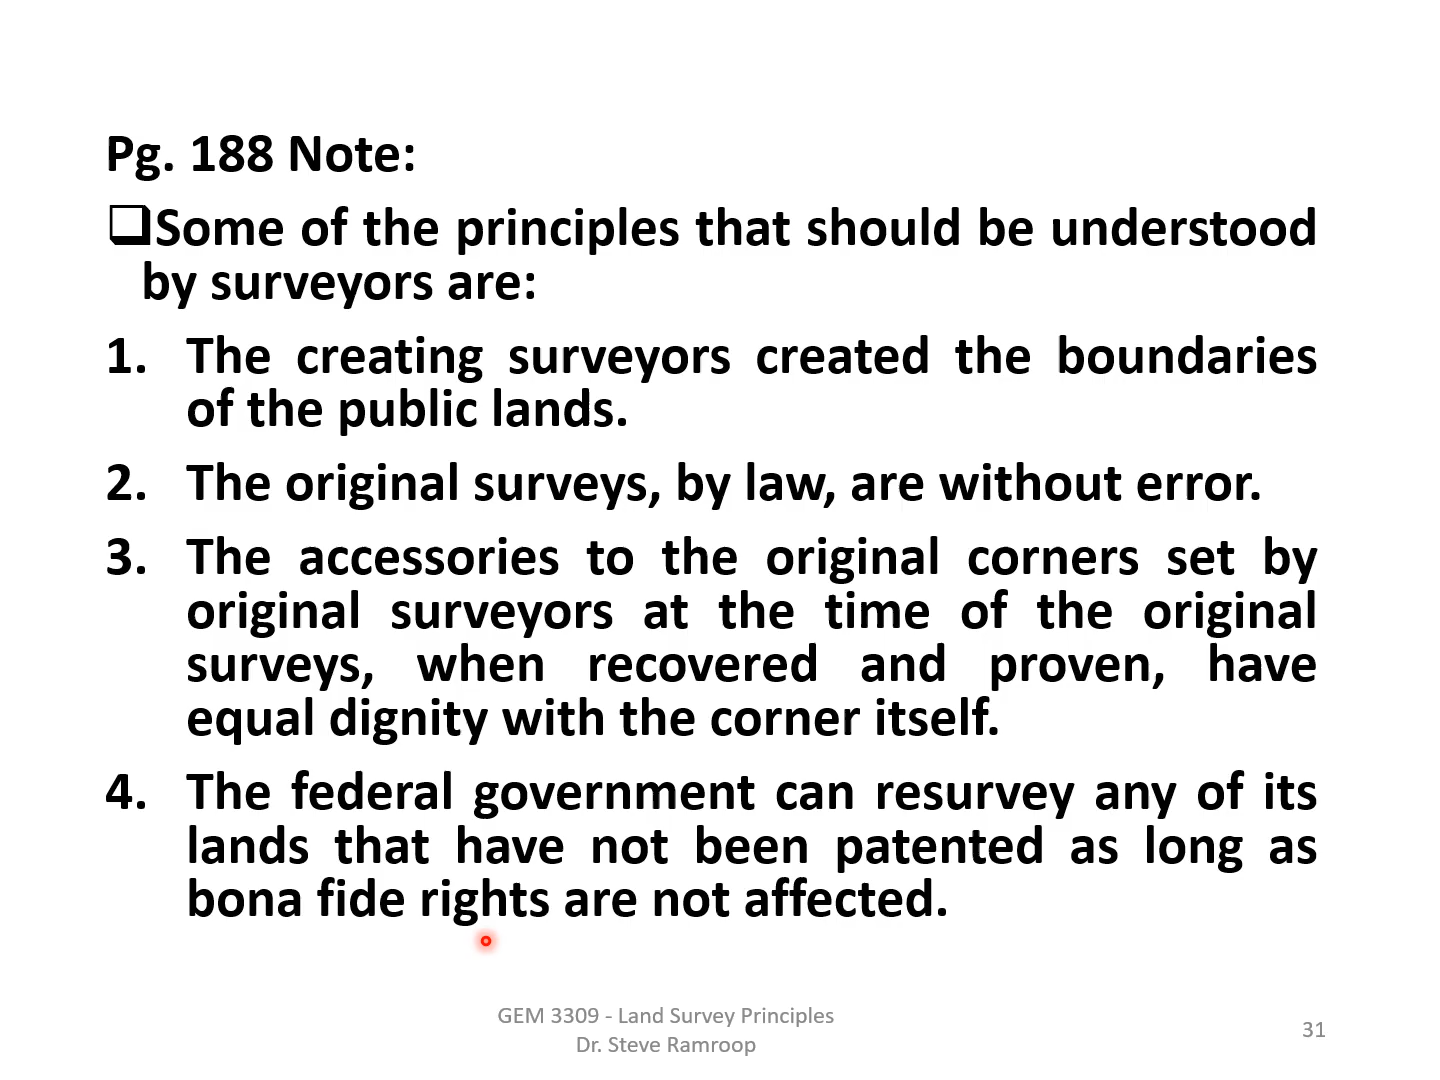 Pg. 188 Note:
❑Some of the principles that should be understood
by surveyors are:
1. The creating surveyors created the boundaries
of the public lands.
2. The original surveys, by law, are without error.
3. The accessories to the original corners set by
original surveyors at the time of the original
surveys, when recovered and proven, have
equal dignity with the corner itself.
4. The federal government can resurvey any of its
lands that have not been patented as long as
bona fide rights are not affected.
GEM 3309 - Land Survey Principles
Dr. Steve Ramroop
31